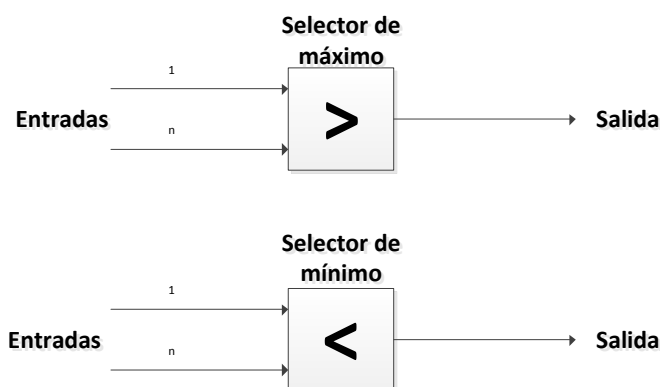 Selector de
máximo
1
Entradas
>
Salida
n
Selector de
mínimo
1
Entradas
<
Salida
n